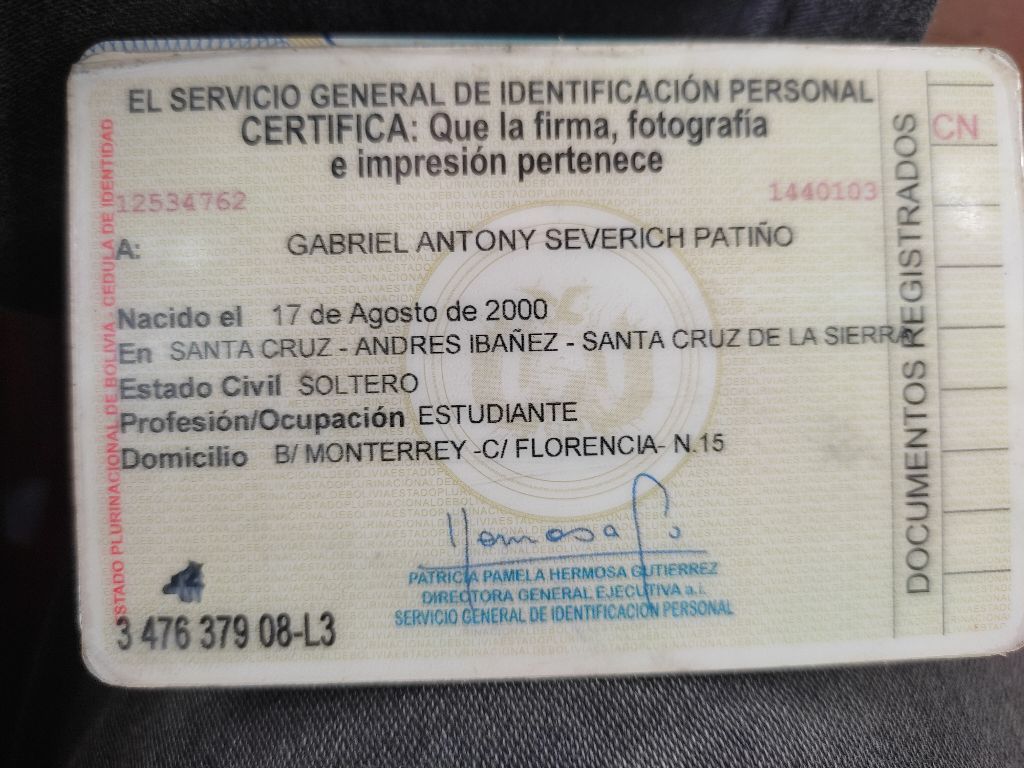 EL SERVICIO GENERAL DE IDENTIFICACIÓN PERSONAL
CERTIFICA: Que la firma, fotografía
e impresión pertenece
12534762
1440103
A: GABRIEL ANTONY SEVERICH PATIÑO
Nacido el 17 de Agosto de 2000
En SANTA CRUZ - ANDRES IBAÑEZ - SANTA CRUZ DE LA SIERRA
Estado Civil SOLTERO
Profesión/Ocupación ESTUDIANTE
Domicilio B/ MONTERREY -C/ FLORENCIA- N.15
PATRICIA PAMELA HERMOSA GUTIERREZ
DIRECTORA GENERAL EJECUTIVA a.i.
SERVICIO GENERAL DE IDENTIFICACION PERSONAL
3 476 379 08-L3
ESTADO PLURINACIONAL DE BOLIVIA - CEDULA DE IDENTIDAD
DOCUMENTOS REGISTRADOS
CN